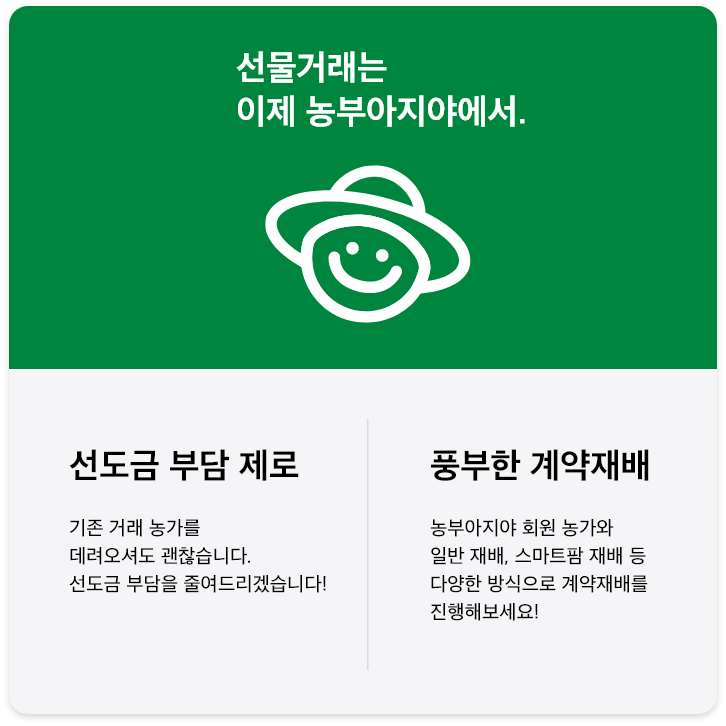 선물거래는
이제 농부아지야에서.
선도금 부담 제로
기존 거래 농가를
데려오셔도 괜찮습니다.
선도금 부담을 줄여드리겠습니다!
풍부한 계약재배
농부아지야 회원 농가와
일반 재배, 스마트팜 재배 등
다양한 방식으로 계약재배를
진행해보세요!